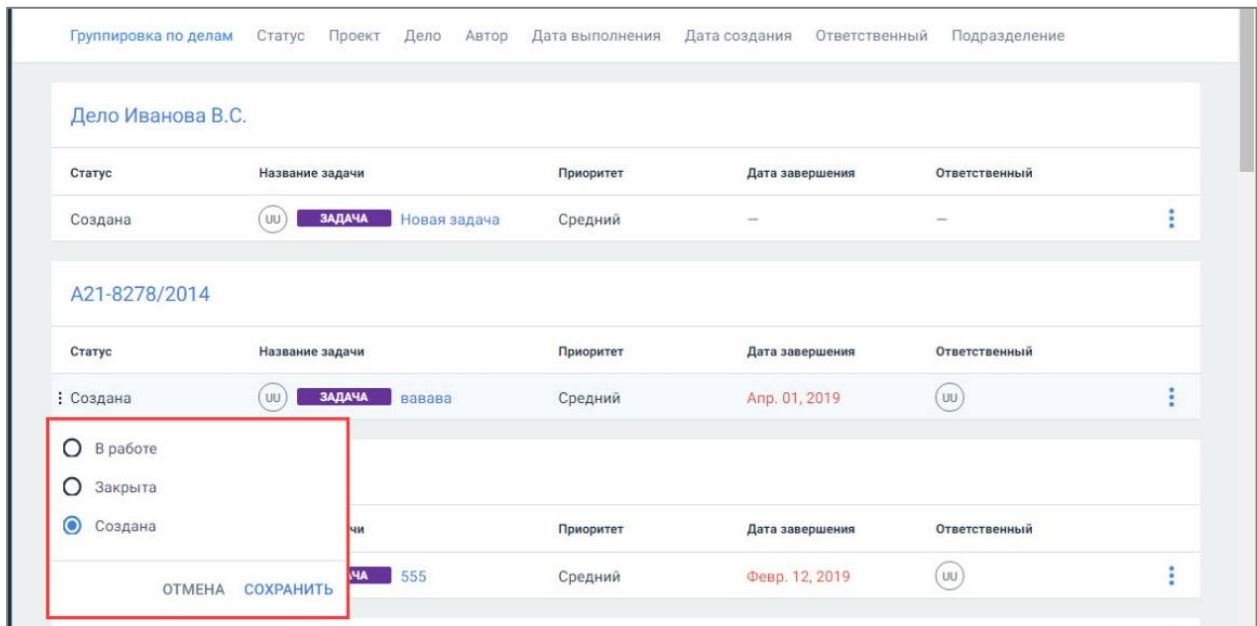 Группировка по делам Статус Проект Дело Автор Дата выполнения Дата создания Ответственный Подразделение
Дело Иванова В.С.
Статус Название задачи Приоритет Дата завершения Ответственный
Создана UU ЗАДАЧА Новая задача Средний — —
А21-8278/2014
Статус Название задачи Приоритет Дата завершения Ответственный
Создана UU ЗАДАЧА вавава Средний Апр. 01, 2019 UU
В работе
Закрыта
Создана
ОТМЕНА СОХРАНИТЬ
чи Приоритет Дата завершения Ответственный
ЧА 555 Средний Февр. 12, 2019 UU